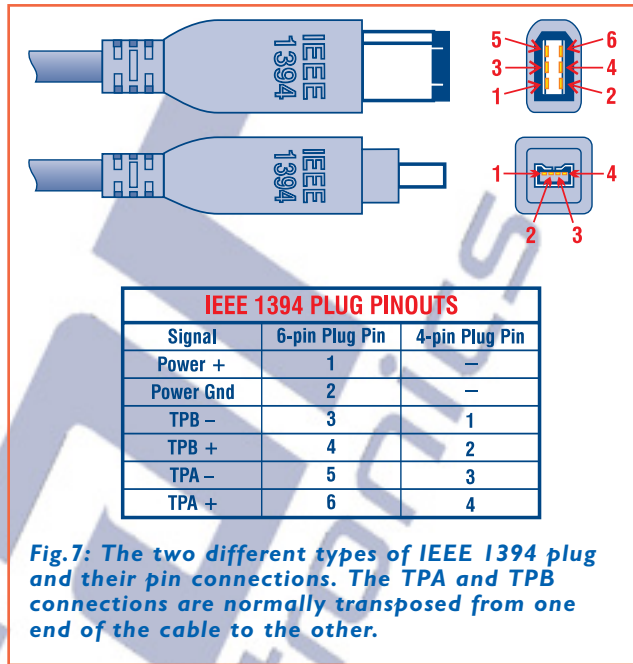 IEEE
1394
5 6
3 4
1 2
IEEE
1394
1 4
2 3
IEEE 1394 PLUG PINOUTS
Signal 6-pin Plug Pin 4-pin Plug Pin
Power + 1 –
Power Gnd 2 –
TPB – 3 1
TPB + 4 2
TPA – 5 3
TPA + 6 4
Fig.7: The two different types of IEEE 1394 plug
and their pin connections. The TPA and TPB
connections are normally transposed from one
end of the cable to the other.